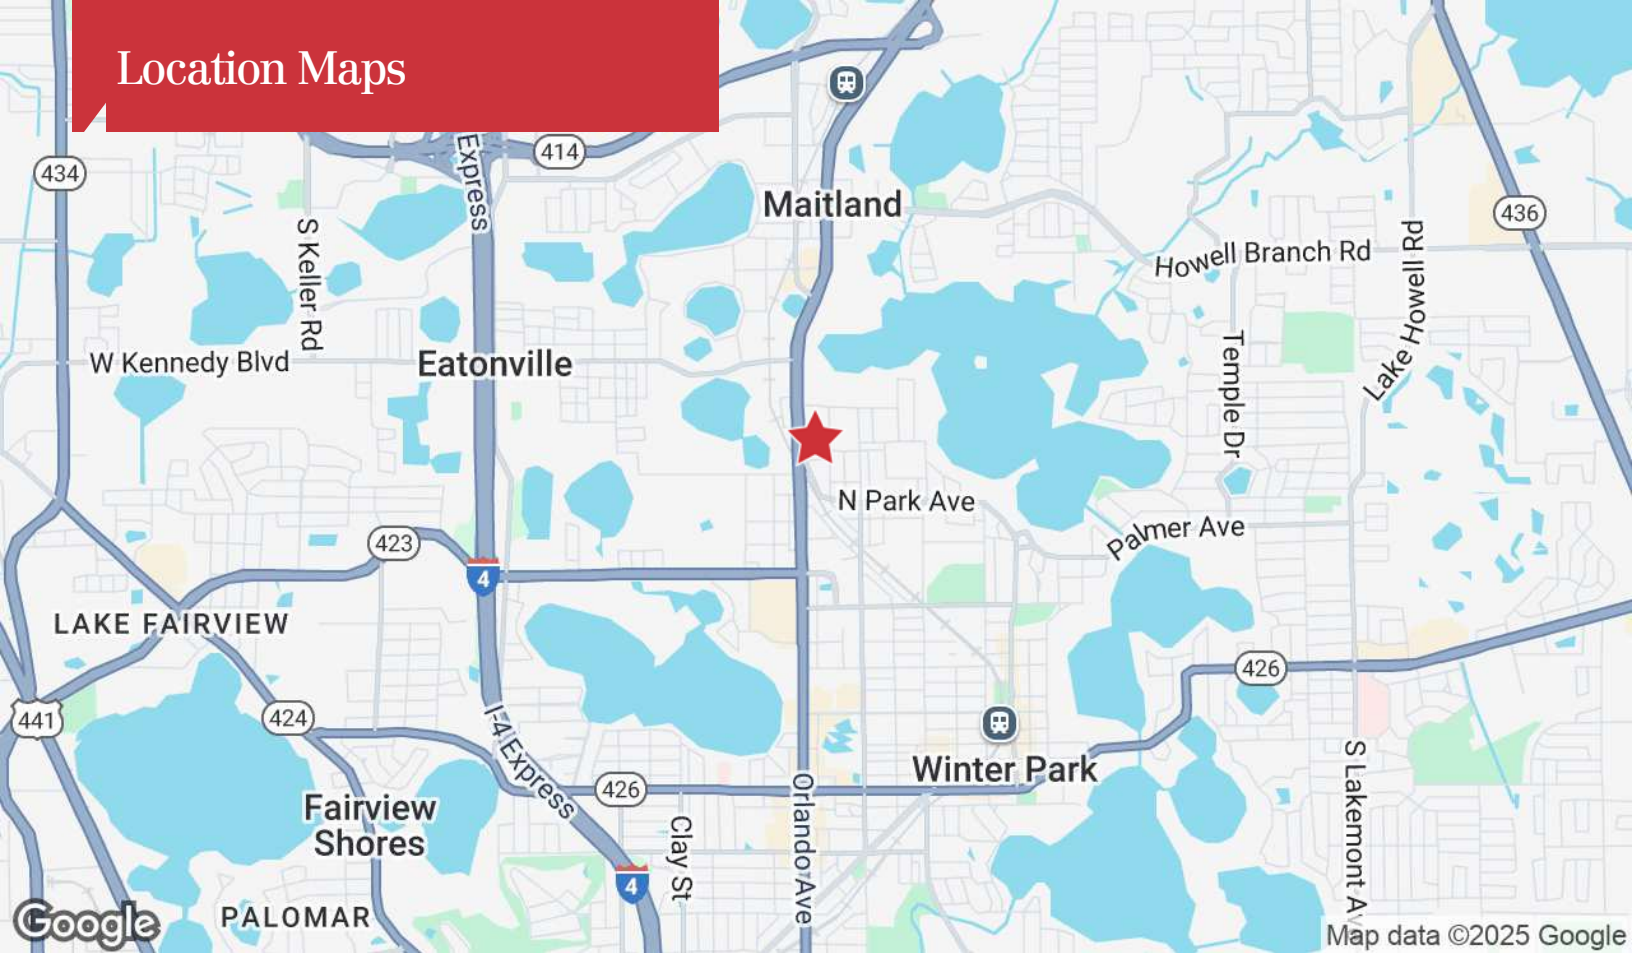 Location Maps
414
Express
434
Maitland
436
S Keller Rd
Howell Branch Rd
Lake Howell Rd
W Kennedy Blvd
Eatonville
Temple Dr
N Park Ave
Palmer Ave
423
4
LAKE FAIRVIEW
426
441
424
I-4 Express
Winter Park
426
Orlando Ave
Fairview
Shores
Clay St
S Lakemont Av
4
PALOMAR
Google
Map data ©2025 Google